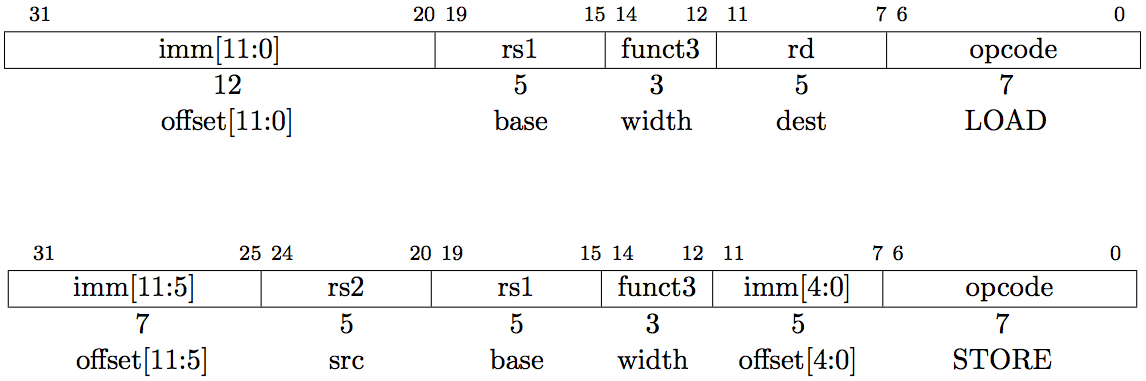 31 20 19 15 14 12 11 7 6 0
imm[11:0] rs1 funct3 rd opcode
12 5 3 5 7
offset[11:0] base width dest LOAD
31 25 24 20 19 15 14 12 11 7 6 0
imm[11:5] rs2 rs1 funct3 imm[4:0] opcode
7 5 5 3 5 7
offset[11:5] src base width offset[4:0] STORE